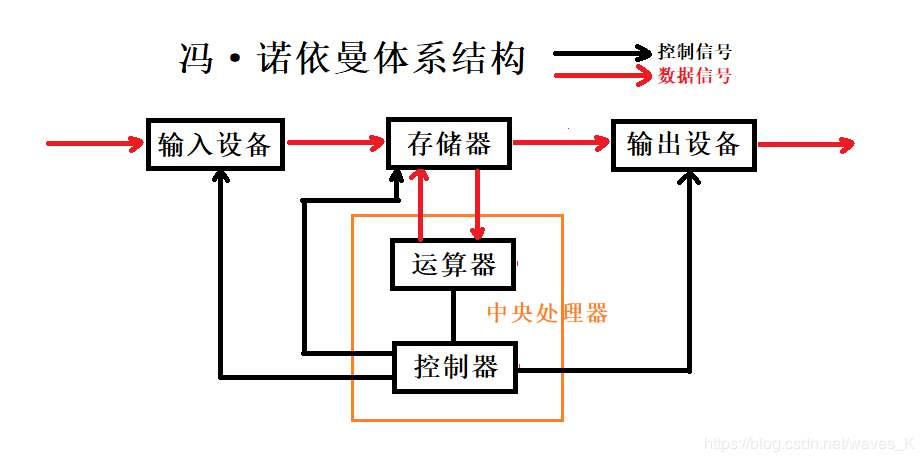 冯·诺依曼体系结构
控制信号
数据信号
输入设备
存储器
输出设备
运算器
中央处理器
控制器
https://blog.csdn.net/waves_K